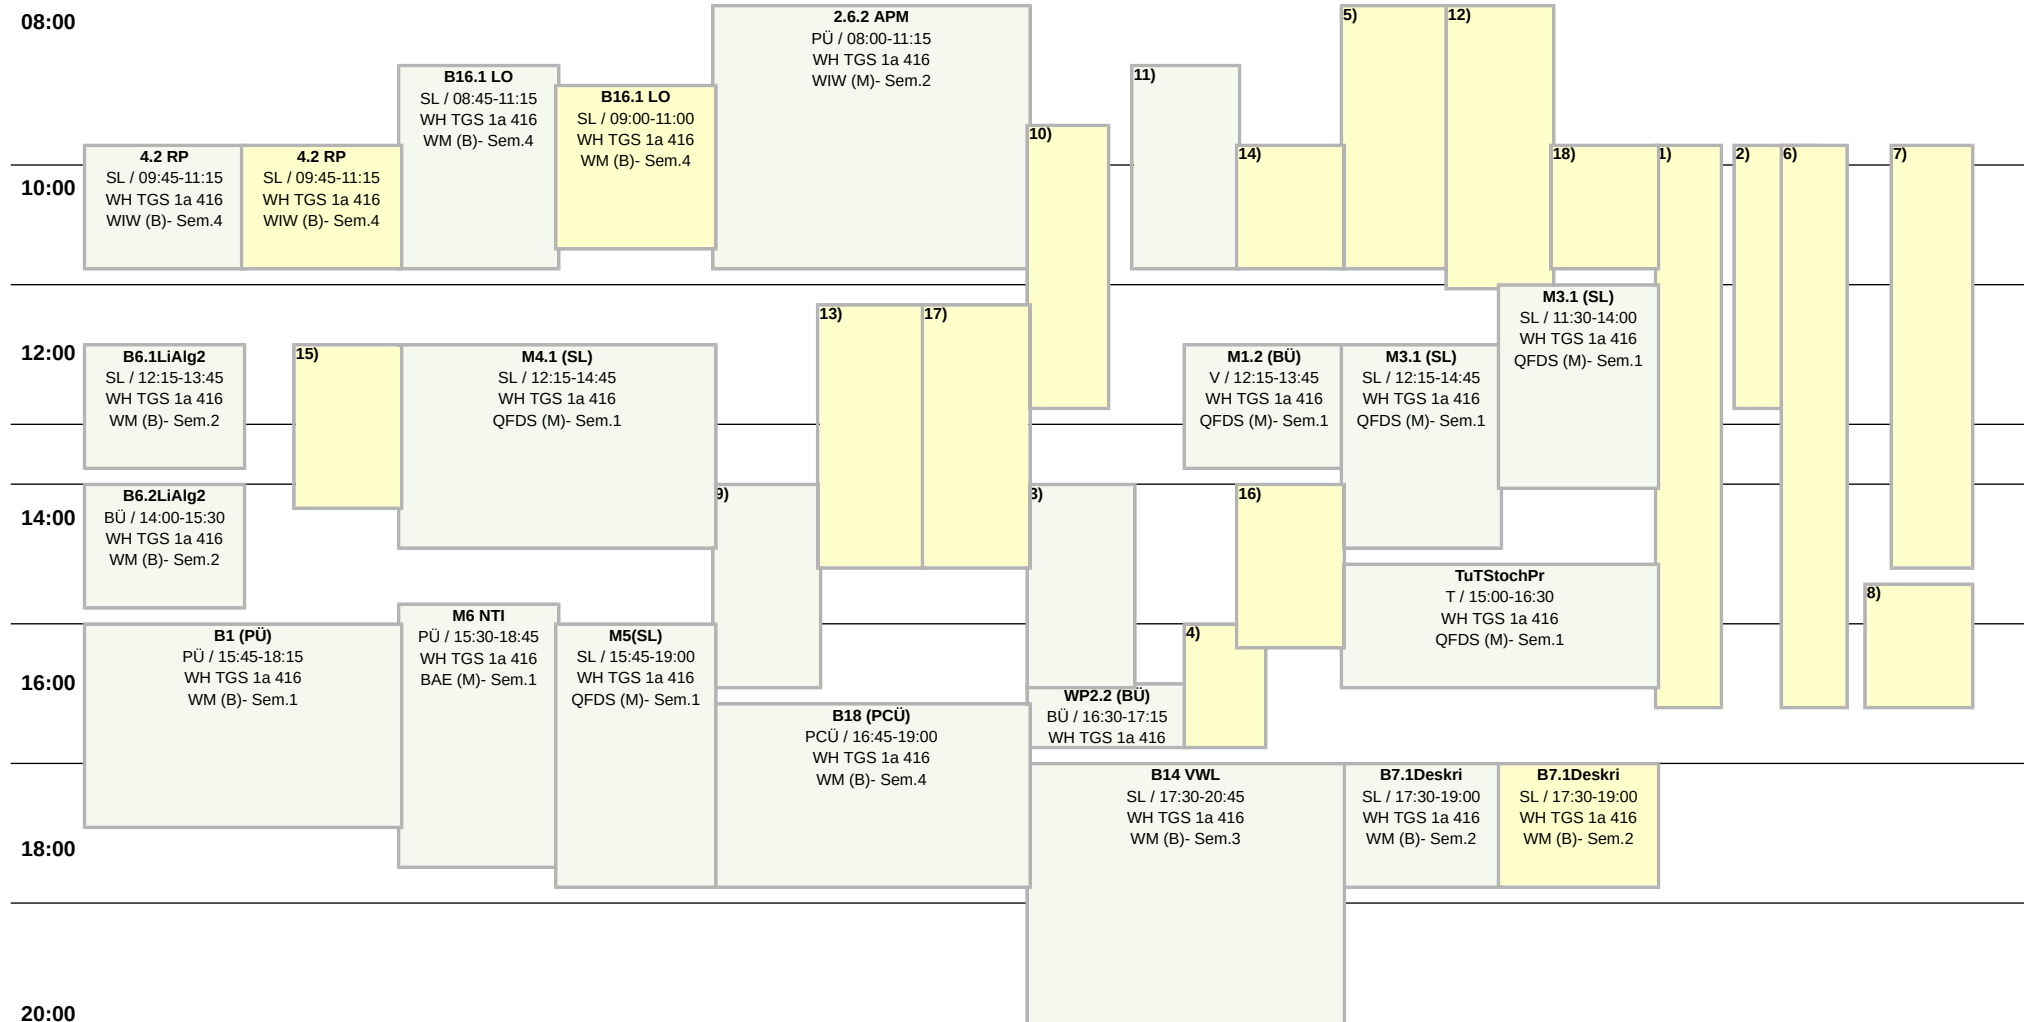 08:00
10:00
12:00
14:00
16:00
18:00
20:00
4.2 RP
SL / 09:45-11:15
WH TGS 1a 416
WIW (B)- Sem.4
4.2 RP
SL / 09:45-11:15
WH TGS 1a 416
WIW (B)- Sem.4
B6.1LiAlg2
SL / 12:15-13:45
WH TGS 1a 416
WM (B)- Sem.2
15)
B6.2LiAlg2
BÜ / 14:00-15:30
WH TGS 1a 416
WM (B)- Sem.2
B1 (PÜ)
PÜ / 15:45-18:15
WH TGS 1a 416
WM (B)- Sem.1
B16.1 LO
SL / 08:45-11:15
WH TGS 1a 416
WM (B)- Sem.4
B16.1 LO
SL / 09:00-11:00
WH TGS 1a 416
WM (B)- Sem.4
M4.1 (SL)
SL / 12:15-14:45
WH TGS 1a 416
QFDS (M)- Sem.1
M6 NTI
PÜ / 15:30-18:45
WH TGS 1a 416
BAE (M)- Sem.1
M5(SL)
SL / 15:45-19:00
WH TGS 1a 416
QFDS (M)- Sem.1
2.6.2 APM
PÜ / 08:00-11:15
WH TGS 1a 416
WIW (M)- Sem.2
13)
17)
9)
B18 (PCÜ)
PCÜ / 16:45-19:00
WH TGS 1a 416
WM (B)- Sem.4
10)
11)
14)
M1.2 (BÜ)
V / 12:15-13:45
WH TGS 1a 416
QFDS (M)- Sem.1
3)
16)
4)
WP2.2 (BÜ)
BÜ / 16:30-17:15
WH TGS 1a 416
B14 VWL
SL / 17:30-20:45
WH TGS 1a 416
WM (B)- Sem.3
5)
12)
18)
M3.1 (SL)
SL / 12:15-14:45
WH TGS 1a 416
QFDS (M)- Sem.1
M3.1 (SL)
SL / 11:30-14:00
WH TGS 1a 416
QFDS (M)- Sem.1
TuTStochPr
T / 15:00-16:30
WH TGS 1a 416
QFDS (M)- Sem.1
B7.1Deskri
SL / 17:30-19:00
WH TGS 1a 416
WM (B)- Sem.2
B7.1Deskri
SL / 17:30-19:00
WH TGS 1a 416
WM (B)- Sem.2
1)
2)
6)
7)
8)